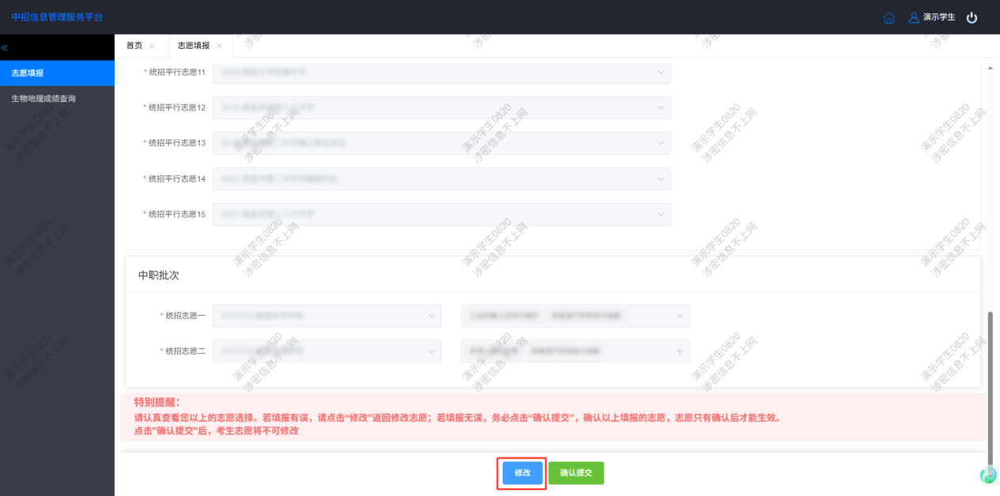 中招信息管理服务平台
演示学生
首页
志愿填报
志愿填报
生物地理成绩查询
* 统招平行志愿11
* 统招平行志愿12
* 统招平行志愿13
* 统招平行志愿14
* 统招平行志愿15
中职批次
* 统招志愿一
* 统招志愿二
特别提醒：
请认真查看您以上的志愿选择。若填报有误，请点击“修改”返回修改志愿；若填报无误，务必点击“确认提交”，确认以上填报的志愿，志愿只有确认后才能生效。
点击"确认提交"后，考生志愿将不可修改
修改
确认提交
演示学生0820
涉密信息不上网